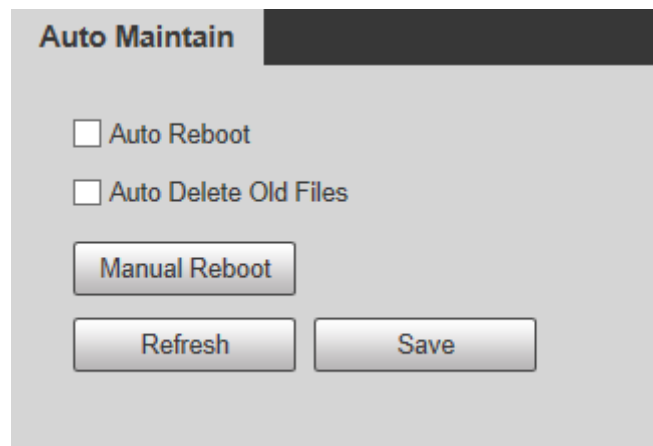 Auto Maintain
Auto Reboot
Auto Delete Old Files
Manual Reboot
Refresh Save